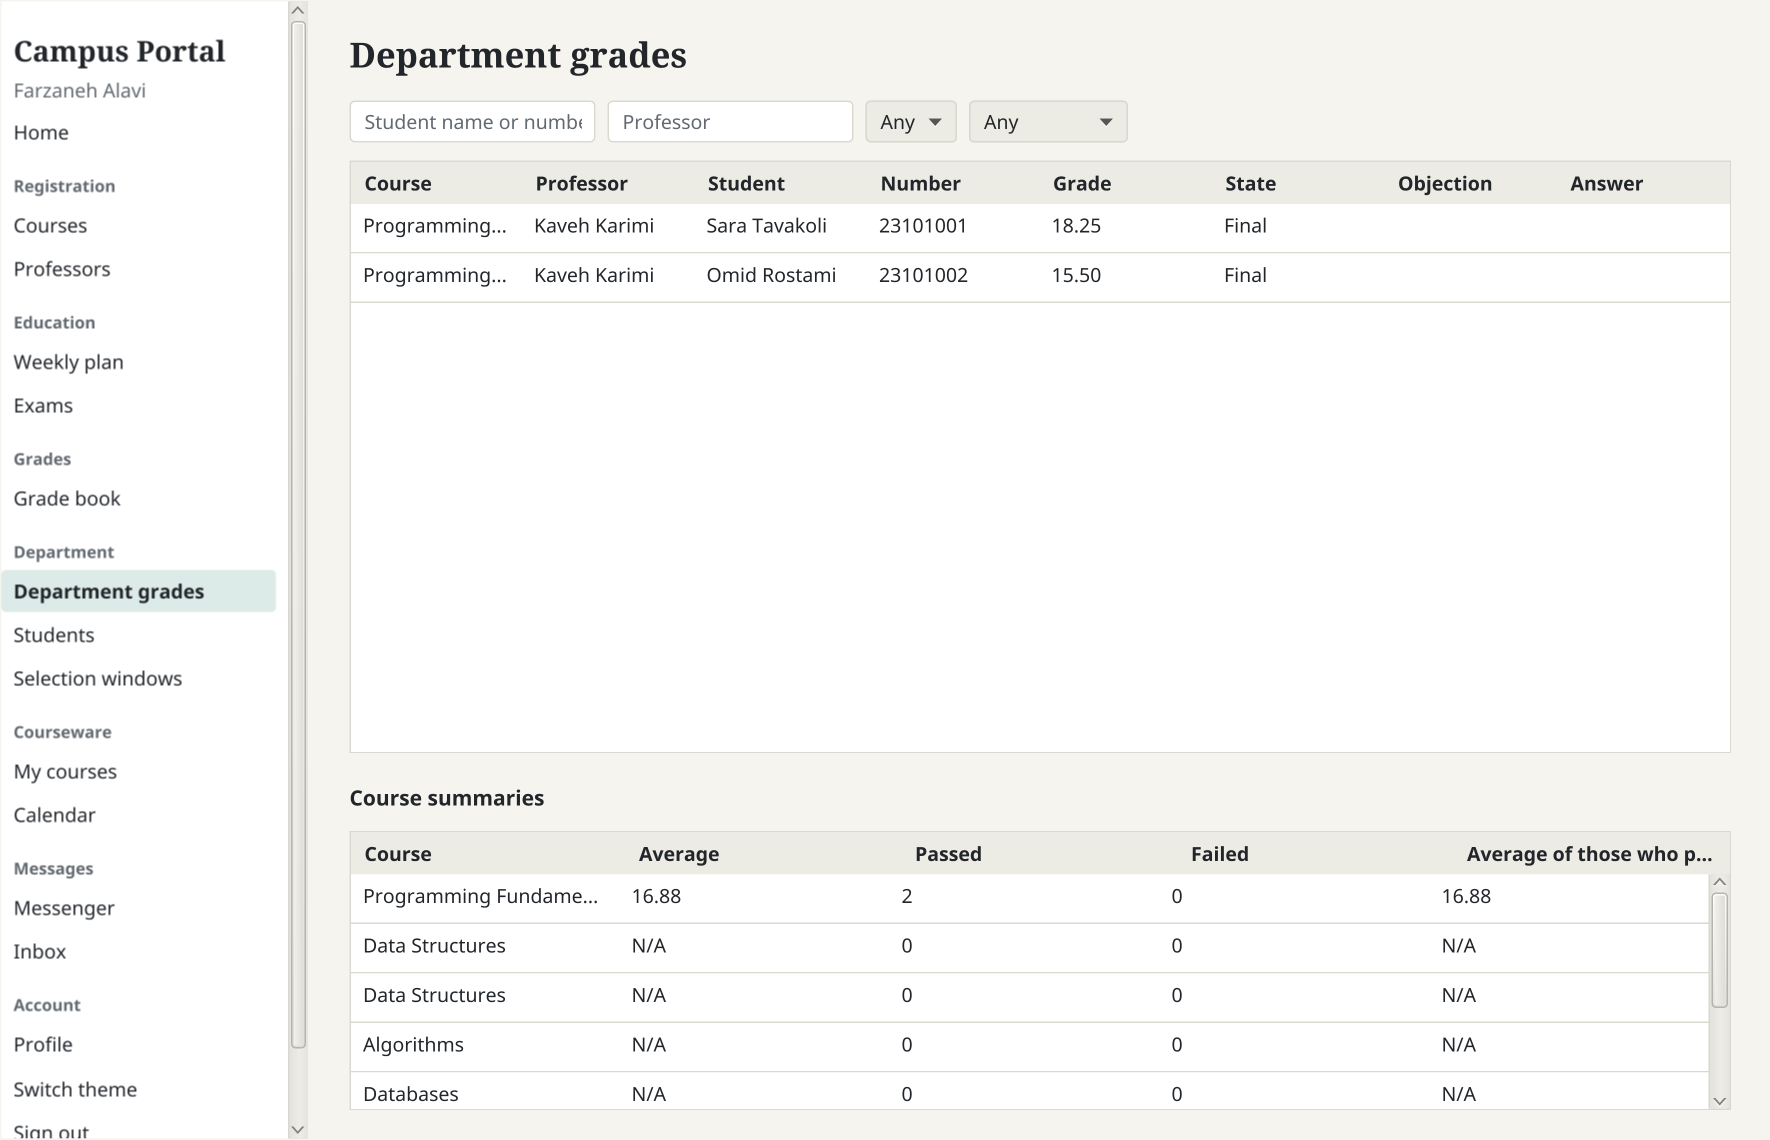 Campus Portal
Farzaneh Alavi
Home
Registration
Courses
Professors
Education
Weekly plan
Exams
Grades
Grade book
Department
Department grades
Students
Selection windows
Courseware
My courses
Calendar
Messages
Messenger
Inbox
Account
Profile
Switch theme
Sign out
Department grades
Student name or numbe
Professor
Any
Any
Course Professor Student Number Grade State Objection Answer
Programming... Kaveh Karimi Sara Tavakoli 23101001 18.25 Final
Programming... Kaveh Karimi Omid Rostami 23101002 15.50 Final
Course summaries
Course Average Passed Failed Average of those who p...
Programming Fundame... 16.88 2 0 16.88
Data Structures N/A 0 0 N/A
Data Structures N/A 0 0 N/A
Algorithms N/A 0 0 N/A
Databases N/A 0 0 N/A